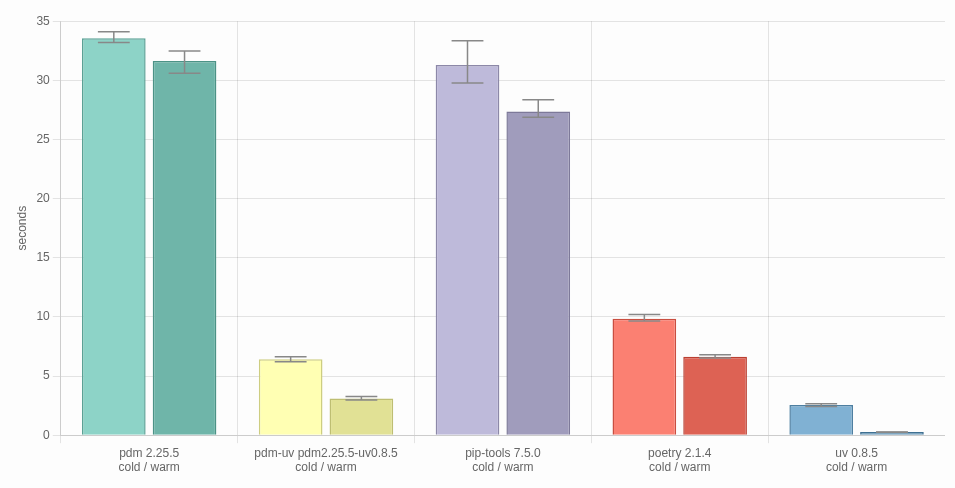 35
30
25
20
15
10
5
0
seconds
pdm 2.25.5
cold / warm
pdm-uv pdm2.25.5-uv0.8.5
cold / warm
pip-tools 7.5.0
cold / warm
poetry 2.1.4
cold / warm
uv 0.8.5
cold / warm